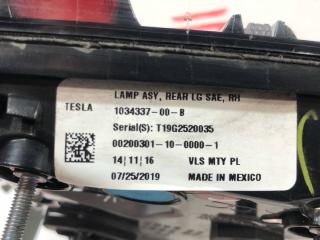 LAMP ASY, REAR LG SAE, RH
TESLA 1034337-00-B
Serial(S): T19G2520035
00200301-10-0000-1
14|11|16 VLS MTY PL
07/25/2019 MADE IN MEXICO